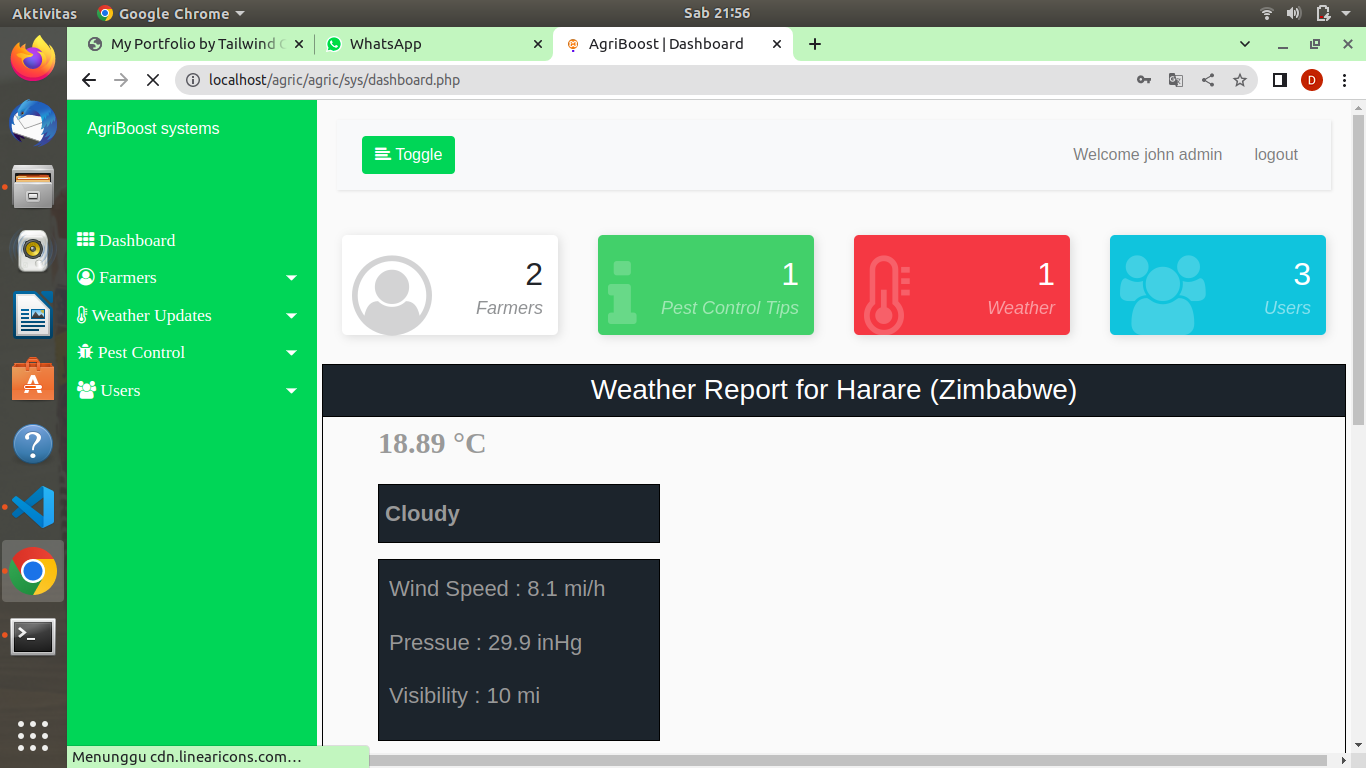 Aktivitas
Google Chrome
Sab 21:56
My Portfolio by Tailwind
WhatsApp
AgriBoost | Dashboard
localhost/agric/agric/sys/dashboard.php
D
AgriBoost systems
Toggle
Welcome john admin
logout
Dashboard
Farmers
Weather Updates
Pest Control
Users
2
Farmers
1
Pest Control Tips
1
Weather
3
Users
Weather Report for Harare (Zimbabwe)
18.89 °C
Cloudy
Wind Speed : 8.1 mi/h
Pressue : 29.9 inHg
Visibility : 10 mi
Menunggu cdn.linearicons.com…